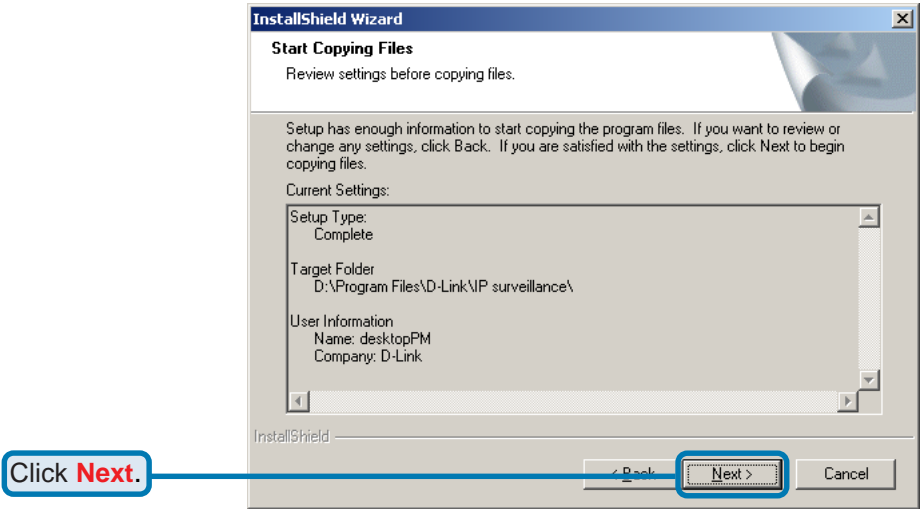 InstallShield Wizard
Start Copying Files
Review settings before copying files.
Setup has enough information to start copying the program files.  If you want to review or
change any settings, click Back.  If you are satisfied with the settings, click Next to begin
copying files.
Current Settings:
Setup Type:
Complete
Target Folder
D:\Program Files\D-Link\IP surveillance\
User Information
Name: desktopPM
Company: D-Link
InstallShield
Click Next.
< Back
Next >
Cancel